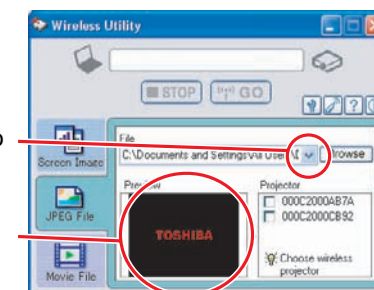 Wireless Utility
STOP
GO
?
File
C:\Documents and Settings\All User
Browse
Screen Image
Preview
Projector
000C2000AB7A
000C2000CB92
JPEG File
TOSHIBA
Choose wireless
projector
Movie File